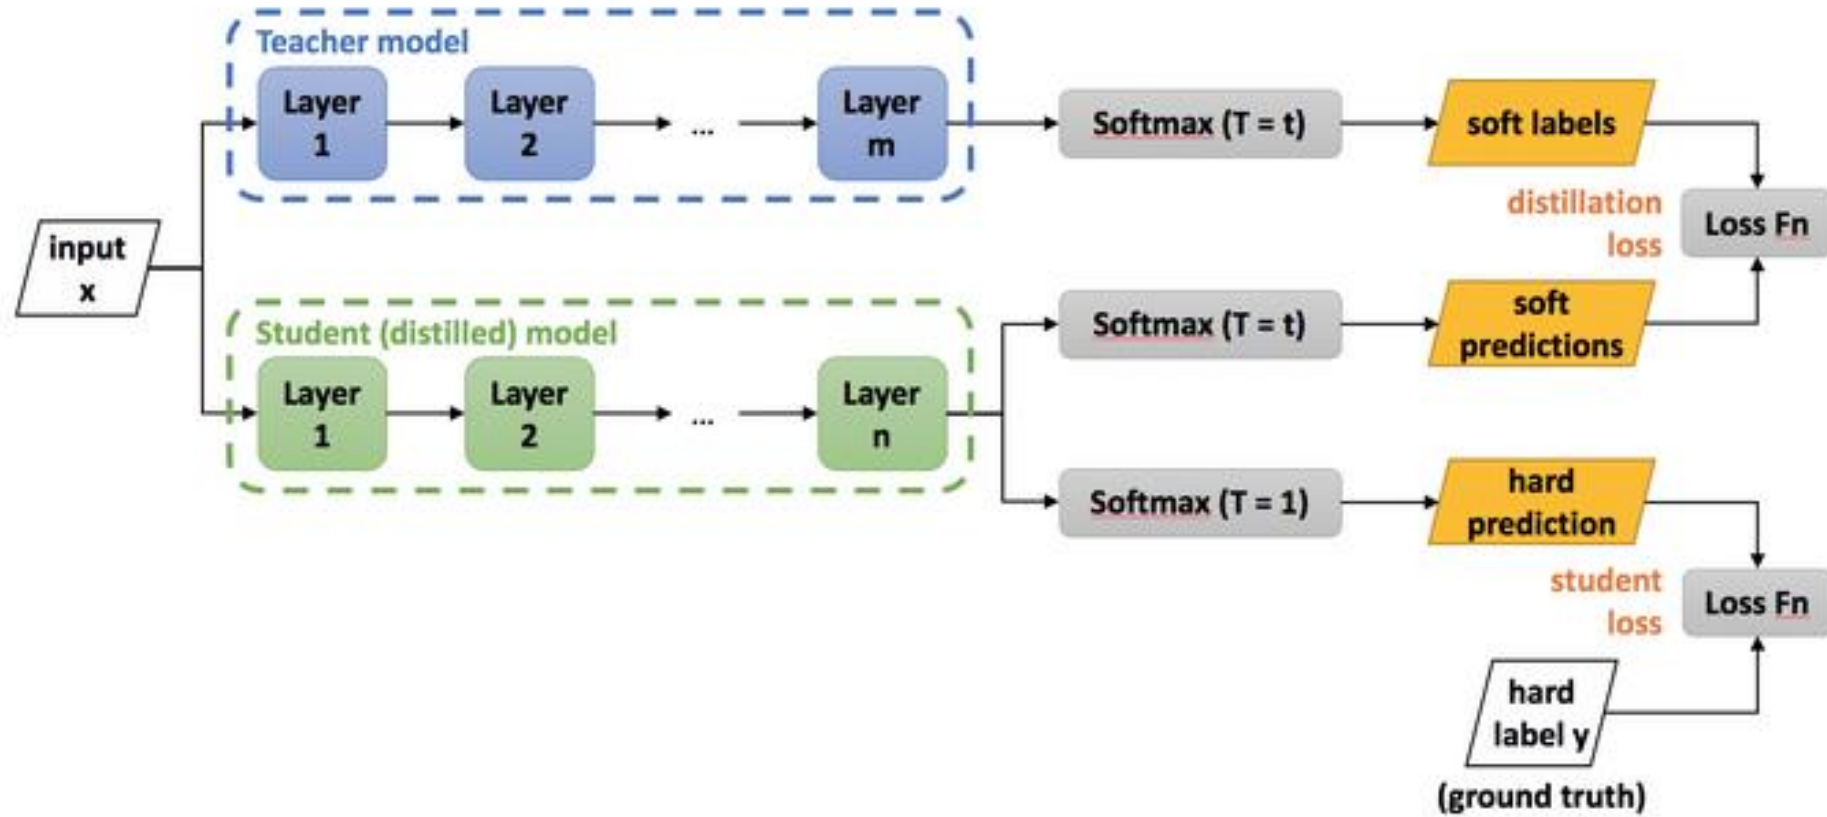 Teacher model
Layer
1
Layer
2
...
Layer
m
Softmax (T = t)
soft labels
distillation
loss
Loss Fn
input
x
Student (distilled) model
Layer
1
Layer
2
...
Layer
n
Softmax (T = t)
soft
predictions
Softmax (T = 1)
hard
prediction
student
loss
Loss Fn
hard
label y
(ground truth)